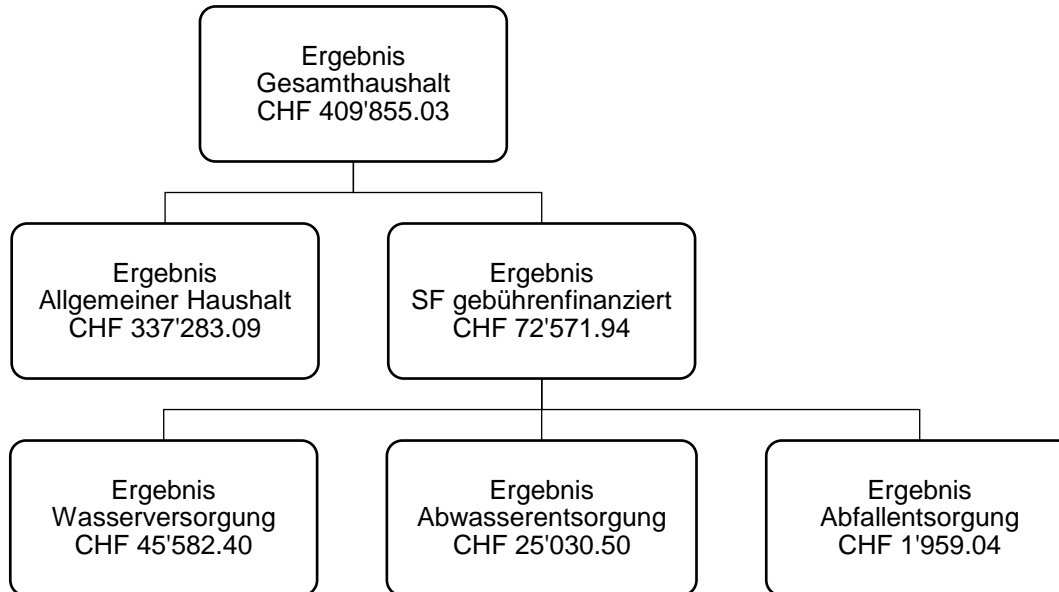 Ergebnis
Gesamthaushalt
CHF 409'855.03
Ergebnis
Allgemeiner Haushalt
CHF 337'283.09
Ergebnis
SF gebührenfinanziert
CHF 72'571.94
Ergebnis
Wasserversorgung
CHF 45'582.40
Ergebnis
Abwasserentsorgung
CHF 25'030.50
Ergebnis
Abfallentsorgung
CHF 1'959.04